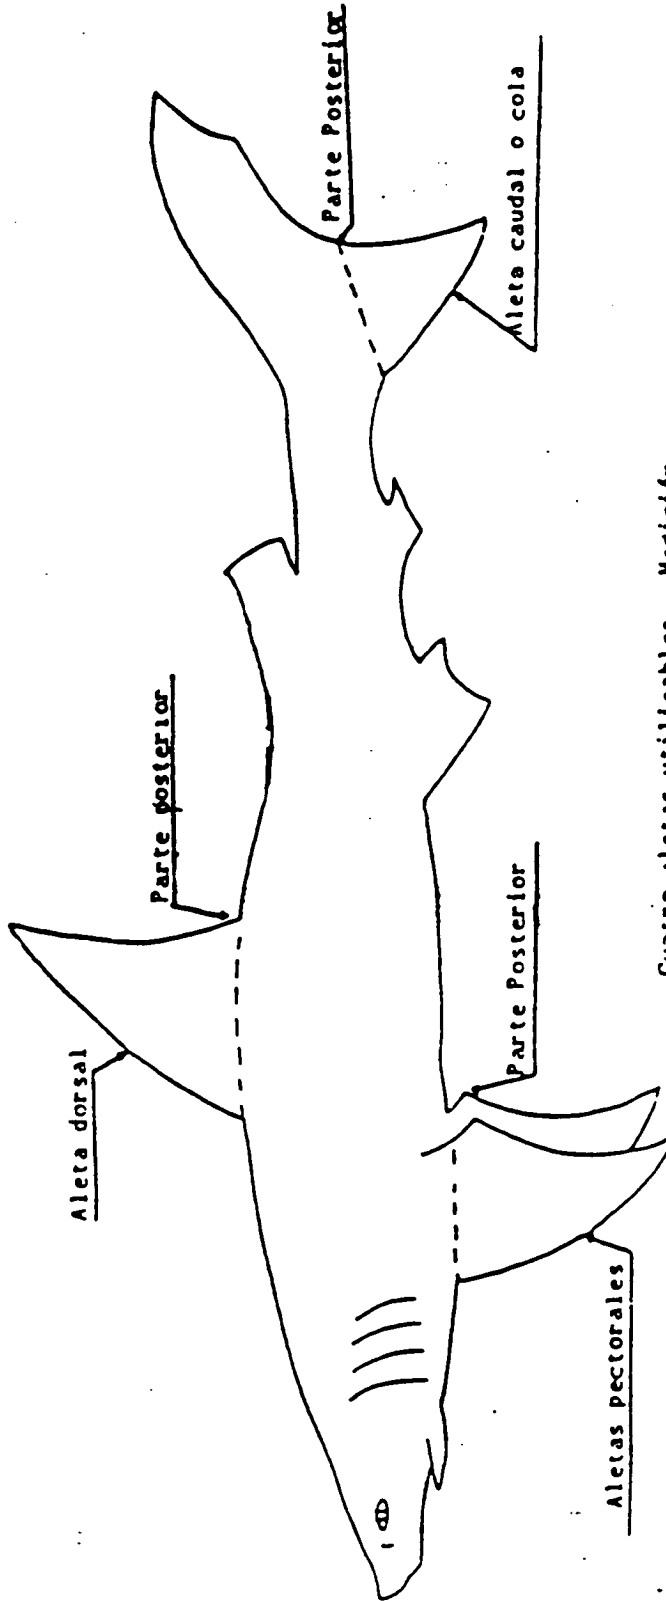 Aleta dorsal
Parte posterior
Parte Posterior
Aleta caudal o cola
Parte Posterior
Aletas pectorales